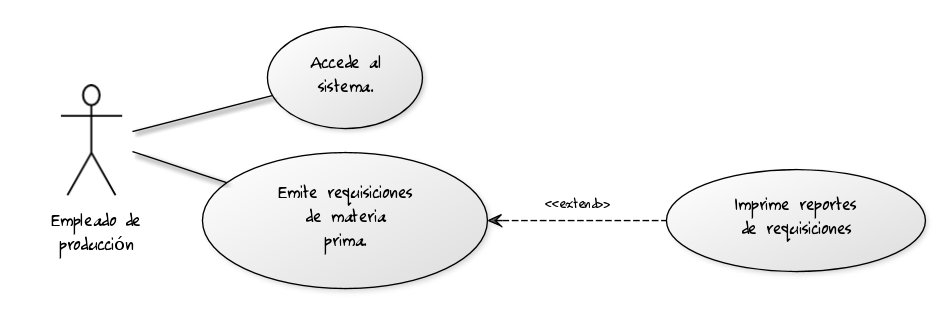 Accede al
sistema.
Empleado de
producción
Emite requisiciones
de materia
prima.
<<extend>>
Imprime reportes
de requisiciones